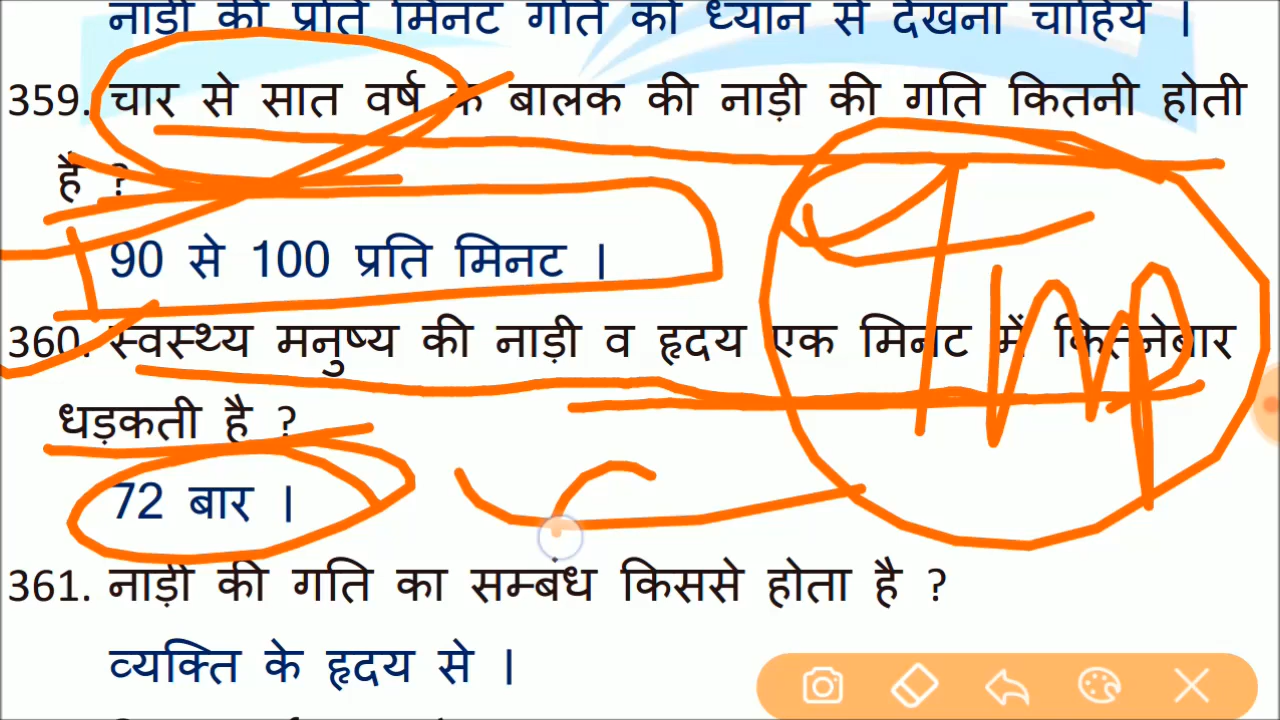 नाड़ी की प्रति मिनट गति को ध्यान से देखना चाहिये ।
359. चार से सात वर्ष के बालक की नाड़ी की गति कितनी होती
है ?
90 से 100 प्रति मिनट ।
Imp
360. स्वस्थ्य मनुष्य की नाड़ी व हृदय एक मिनट में कितनेबार
धड़कती है ?
72 बार ।
361. नाड़ी की गति का सम्बंध किससे होता है ?
व्यक्ति के हृदय से ।